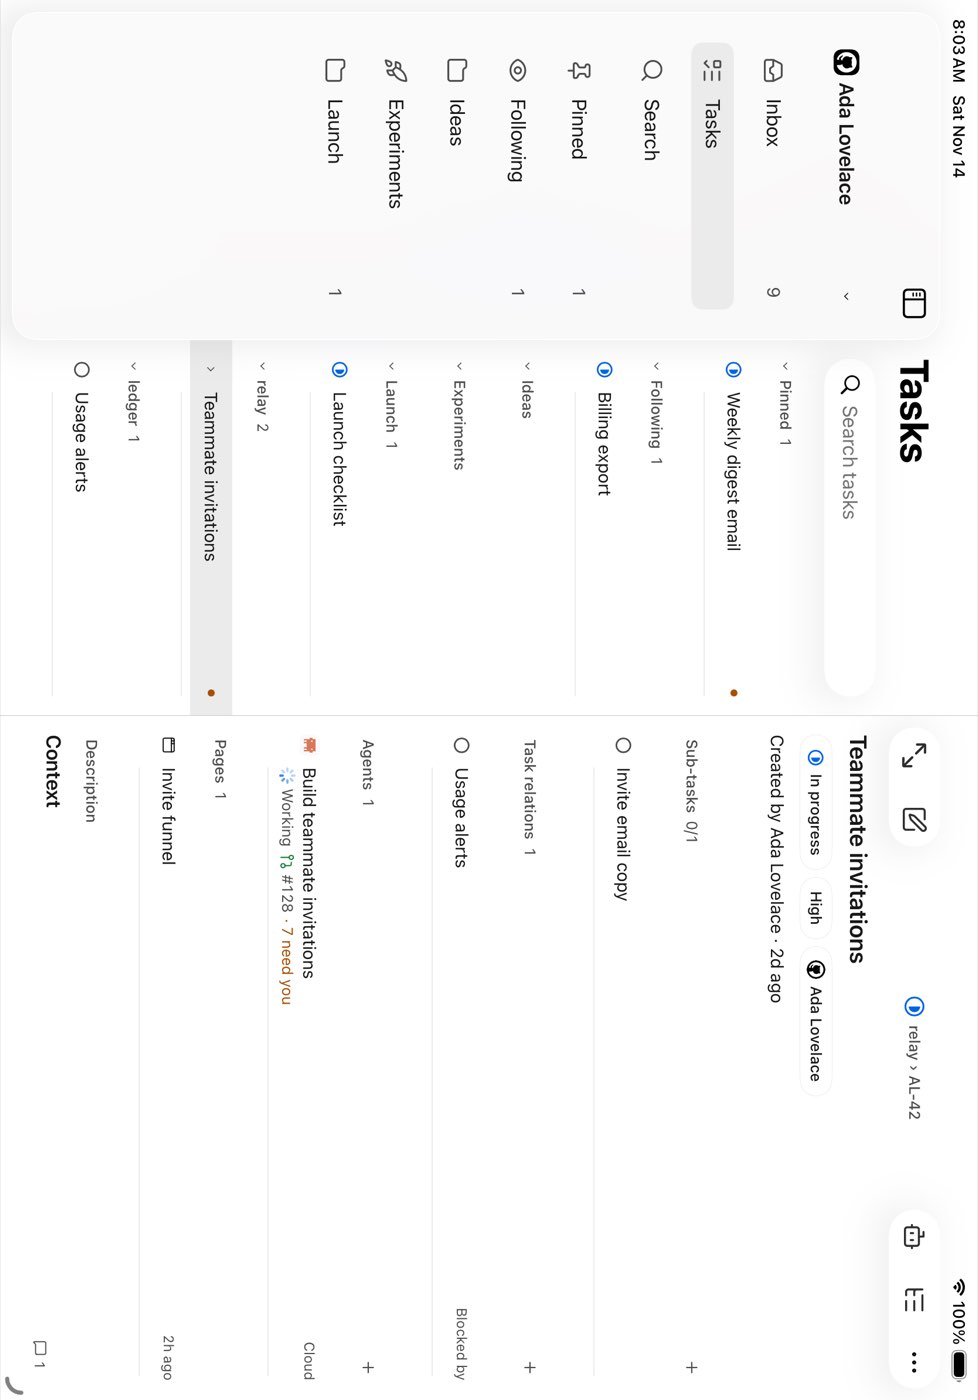 8:03 AM Sat Nov 14
100%
Ada Lovelace
Inbox 9
Tasks
Search
Pinned 1
Following 1
Ideas
Experiments
Launch 1
Tasks
Search tasks
Pinned 1
Weekly digest email
Following 1
Billing export
Ideas
Experiments
Launch 1
Launch checklist
relay 2
Teammate invitations
ledger 1
Usage alerts
relay › AL-42
Teammate invitations
In progress High Ada Lovelace
Created by Ada Lovelace · 2d ago
Sub-tasks 0/1
Invite email copy
Task relations 1
Usage alerts Blocked by
Agents 1
Build teammate invitations Cloud
Working #128 · 7 need you
Pages 1
Invite funnel 2h ago
Description
Context
1